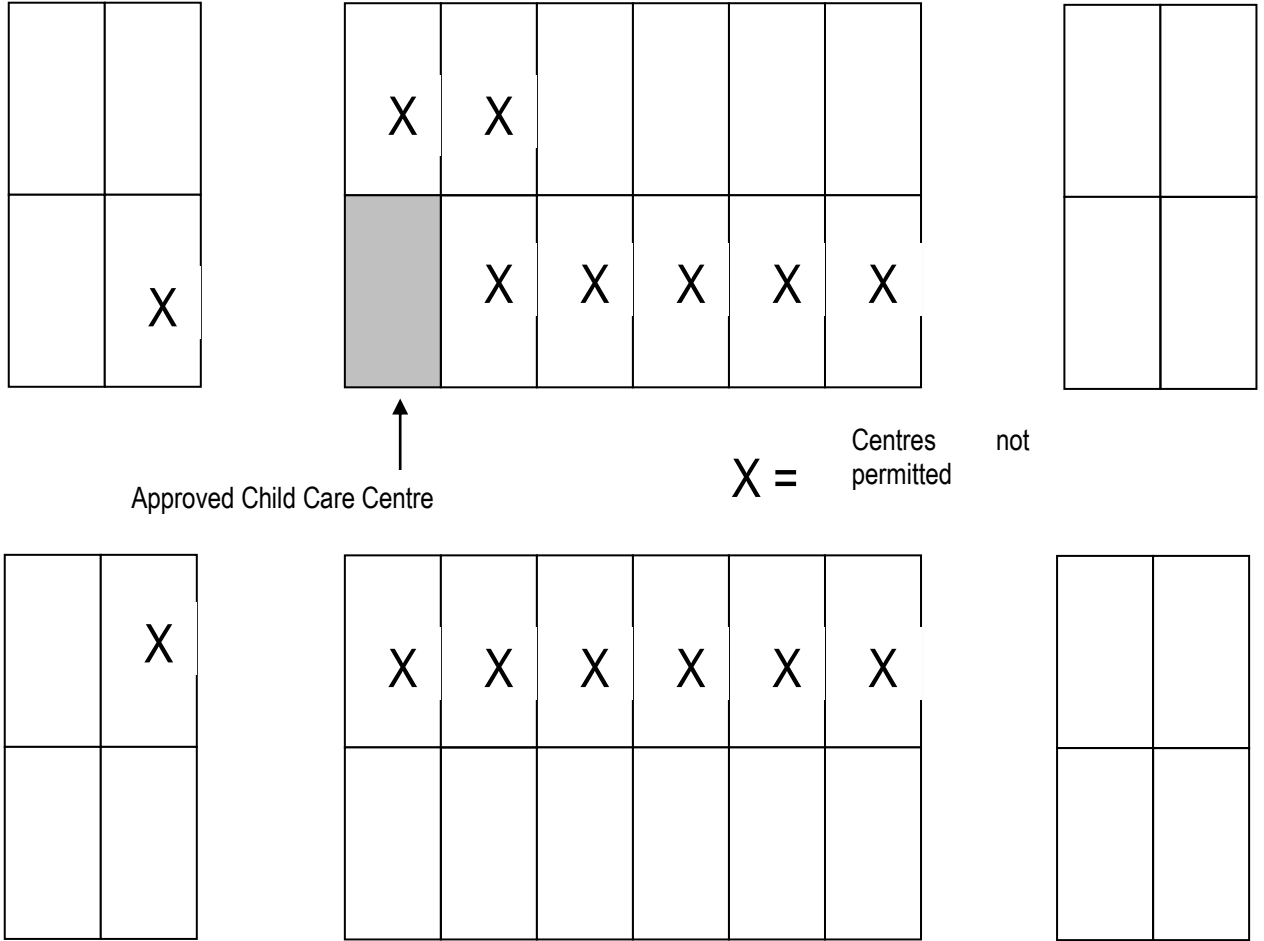 X X
X X X X X X
Approved Child Care Centre
X = Centres not
permitted
X X X X X X X